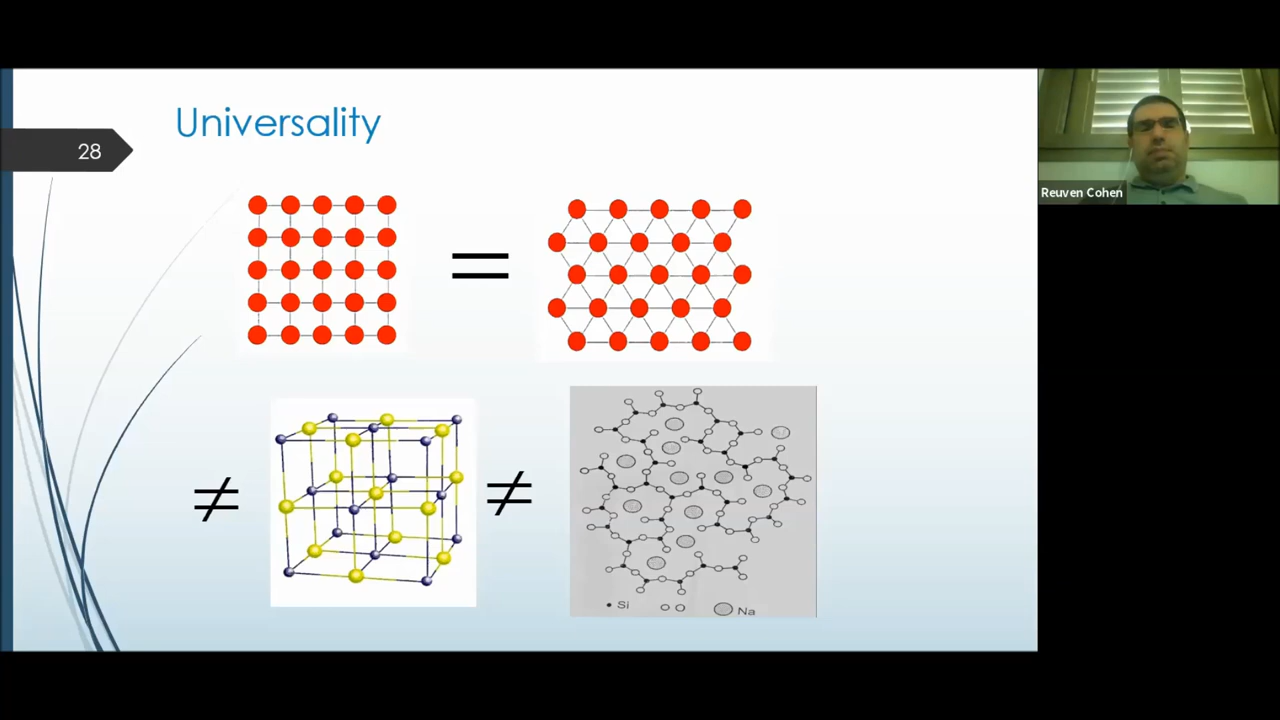 Universality
28
Reuven Cohen
=
≠
≠
• Si
Na